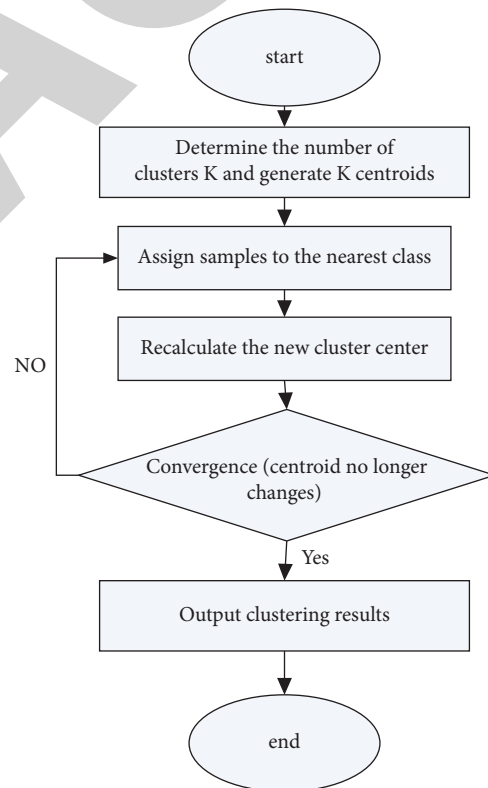 start
Determine the number of
clusters K and generate K centroids
Assign samples to the nearest class
Recalculate the new cluster center
NO
Convergence (centroid no longer
changes)
Yes
Output clustering results
end